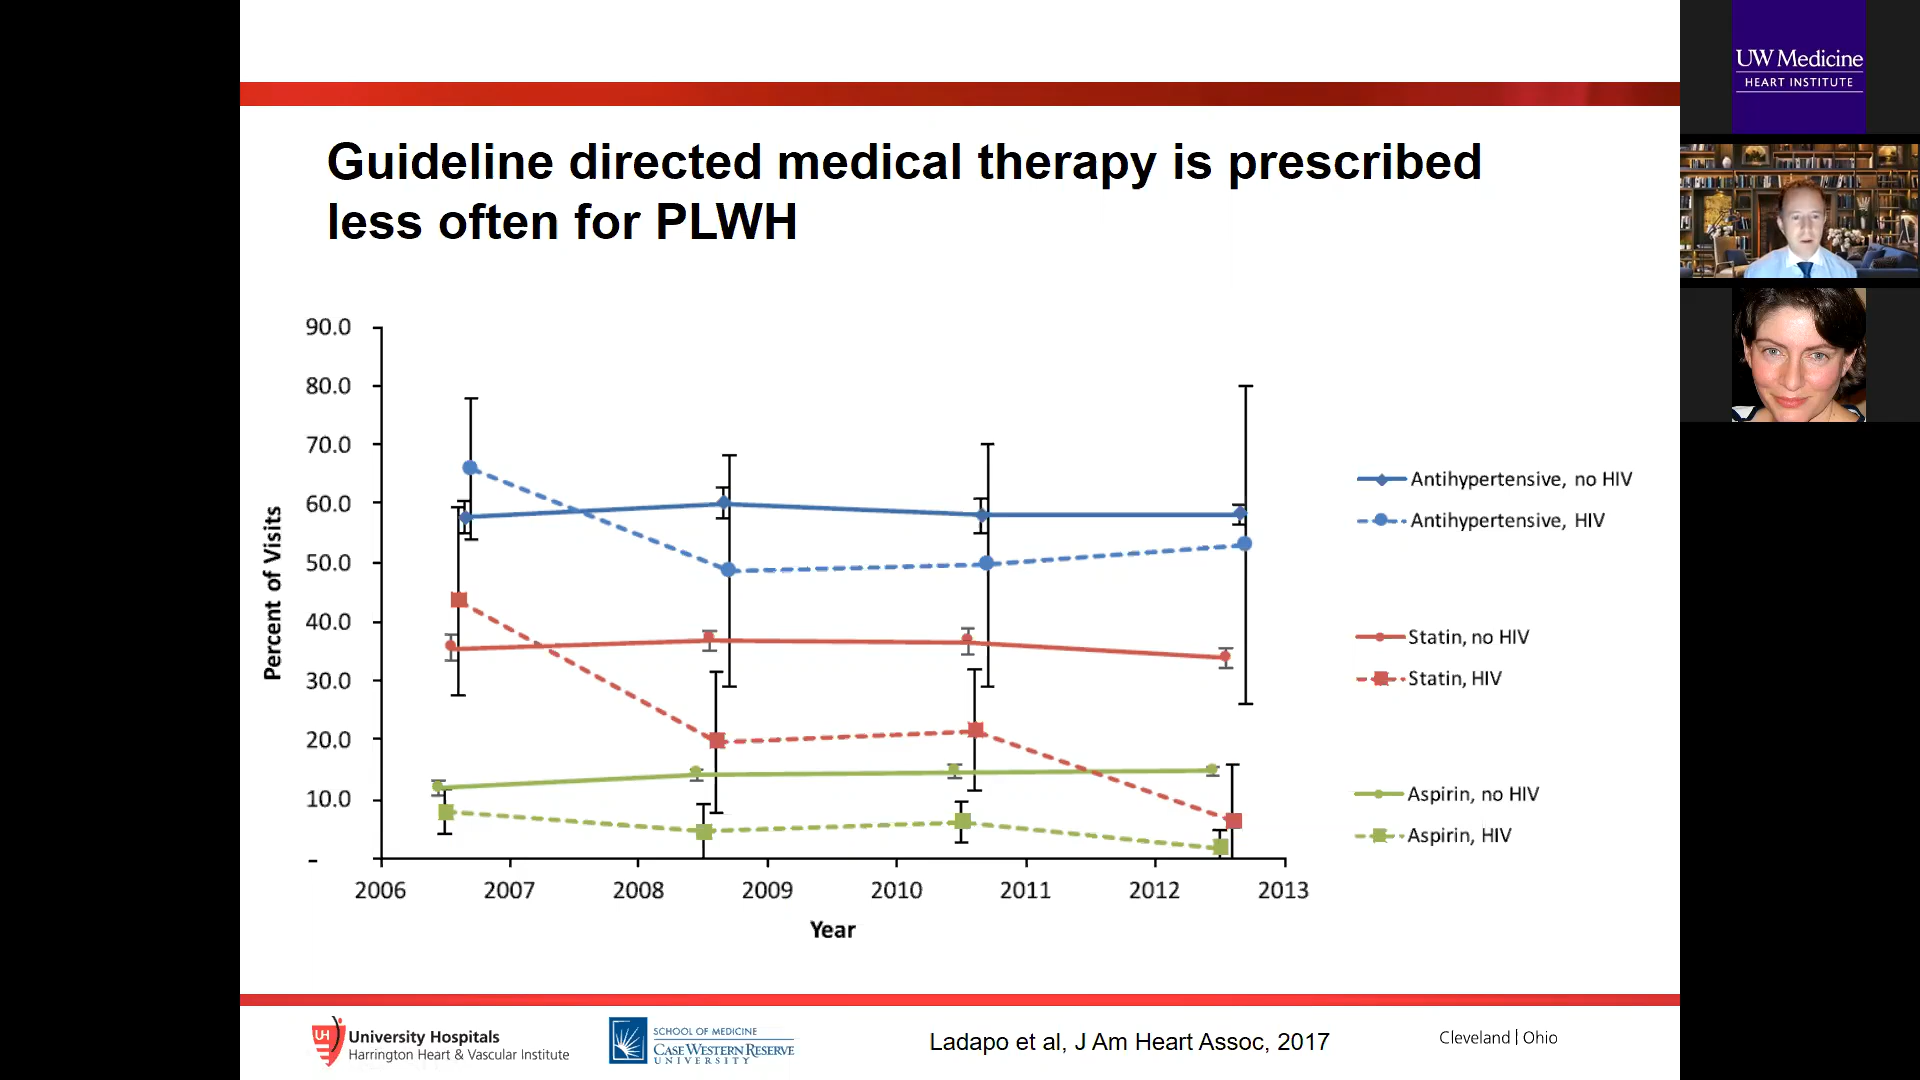 Guideline directed medical therapy is prescribed
less often for PLWH
90.0
80.0
70.0
60.0
50.0
40.0
30.0
20.0
10.0
-
Percent of Visits
2006 2007 2008 2009 2010 2011 2012 2013
Year
Antihypertensive, no HIV
Antihypertensive, HIV
Statin, no HIV
Statin, HIV
Aspirin, no HIV
Aspirin, HIV
UH
University Hospitals
Harrington Heart & Vascular Institute
SCHOOL OF MEDICINE
CASE WESTERN RESERVE
UNIVERSITY
Ladapo et al, J Am Heart Assoc, 2017
Cleveland | Ohio
UW Medicine
HEART INSTITUTE